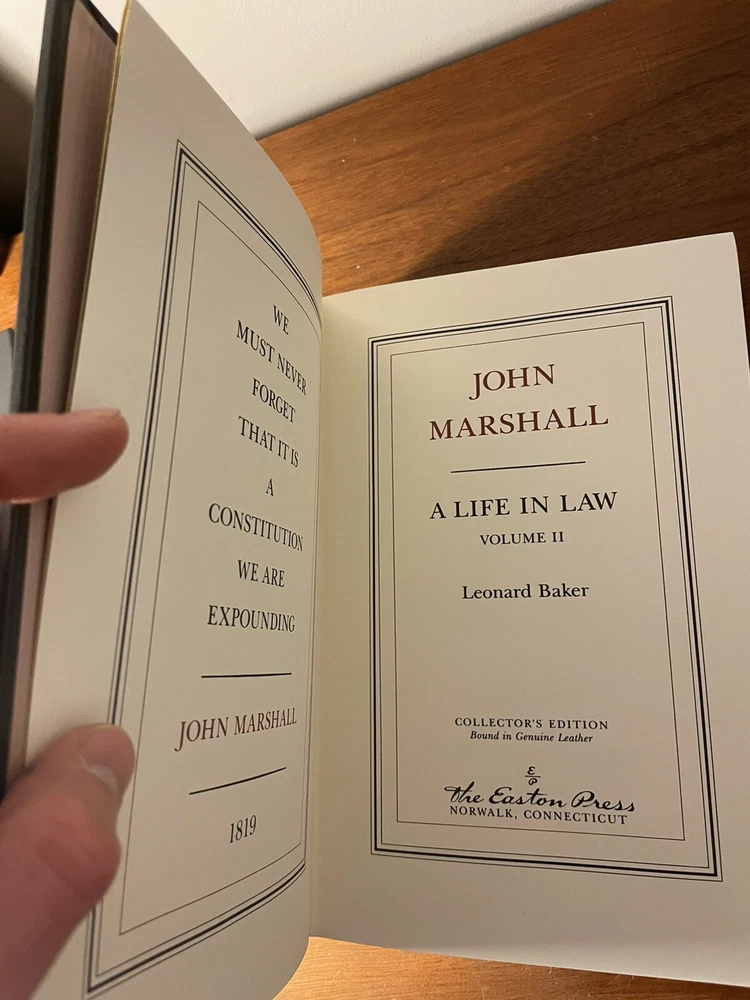 WE
MUST NEVER
FORGET
THAT IT IS
A
CONSTITUTION
WE ARE
EXPOUNDING
JOHN MARSHALL
1819
JOHN
MARSHALL
A LIFE IN LAW
VOLUME II
Leonard Baker
COLLECTOR'S EDITION
Bound in Genuine Leather
E
P
The Easton Press
NORWALK, CONNECTICUT